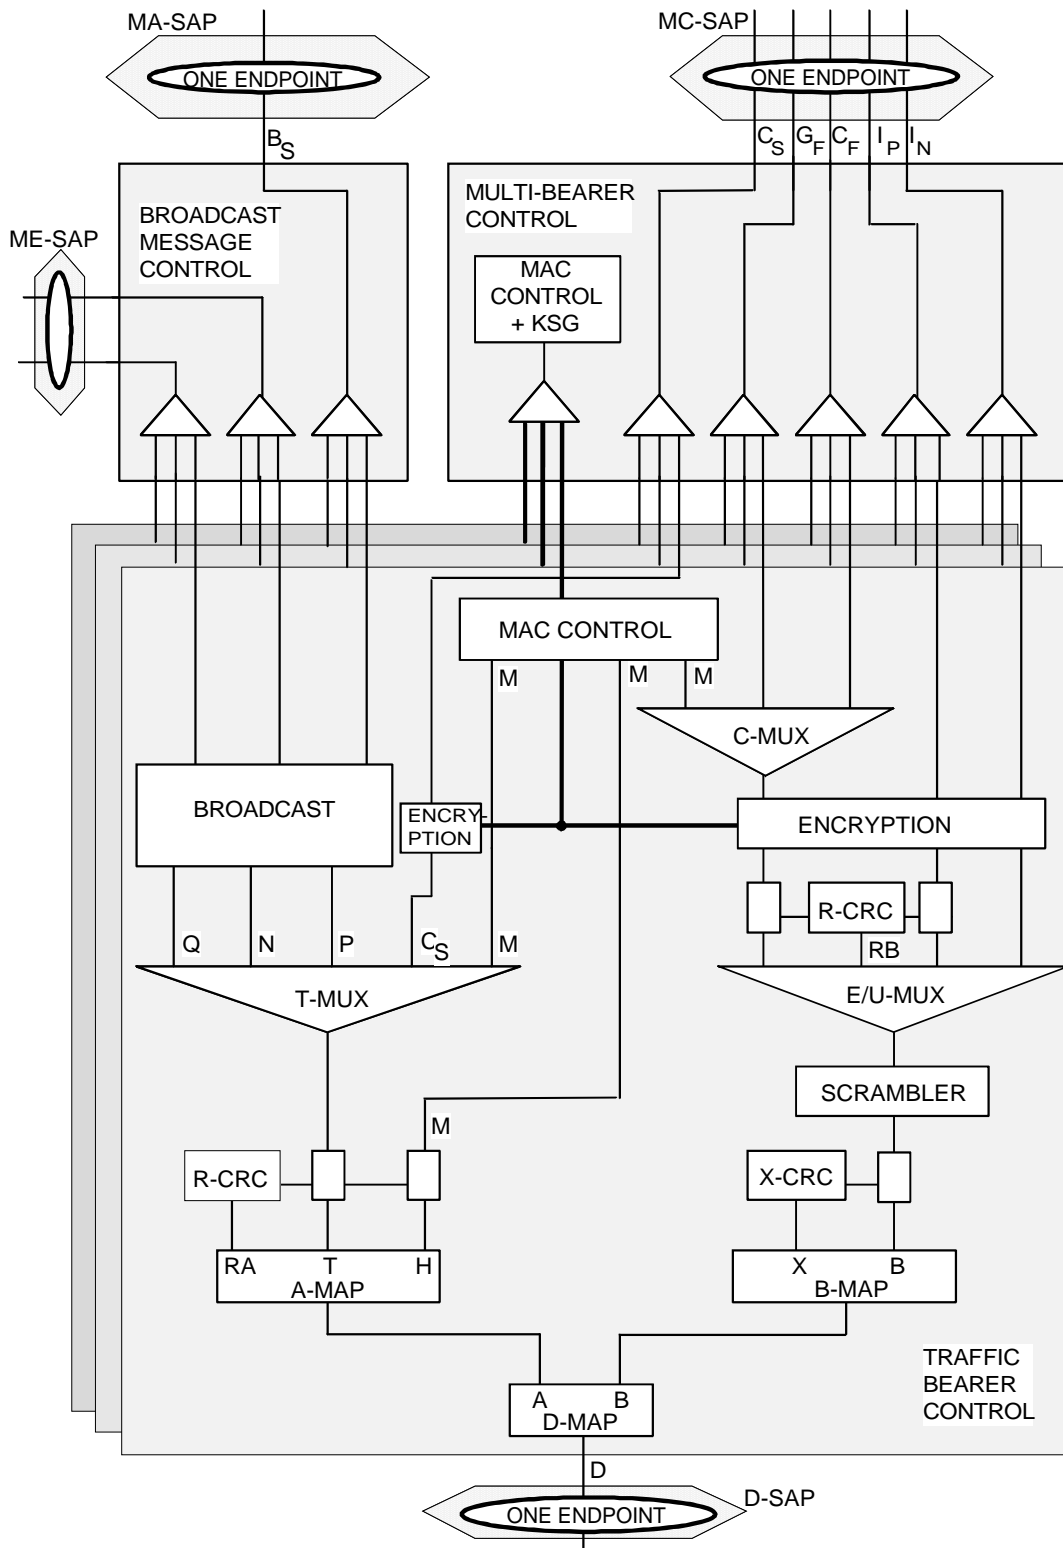 MA-SAP
MC-SAP
ONE ENDPOINT
ONE ENDPOINT
BS
CS GF CF IP IN
ME-SAP
BROADCAST
MESSAGE
CONTROL
MULTI-BEARER
CONTROL
MAC
CONTROL
+ KSG
MAC CONTROL
M
M
M
C-MUX
BROADCAST
ENCRY-
PTION
ENCRYPTION
R-CRC
Q
N
P
CS
M
RB
T-MUX
E/U-MUX
SCRAMBLER
M
R-CRC
X-CRC
RA T H
A-MAP
X B
B-MAP
TRAFFIC
BEARER
CONTROL
A B
D-MAP
D
D-SAP
ONE ENDPOINT